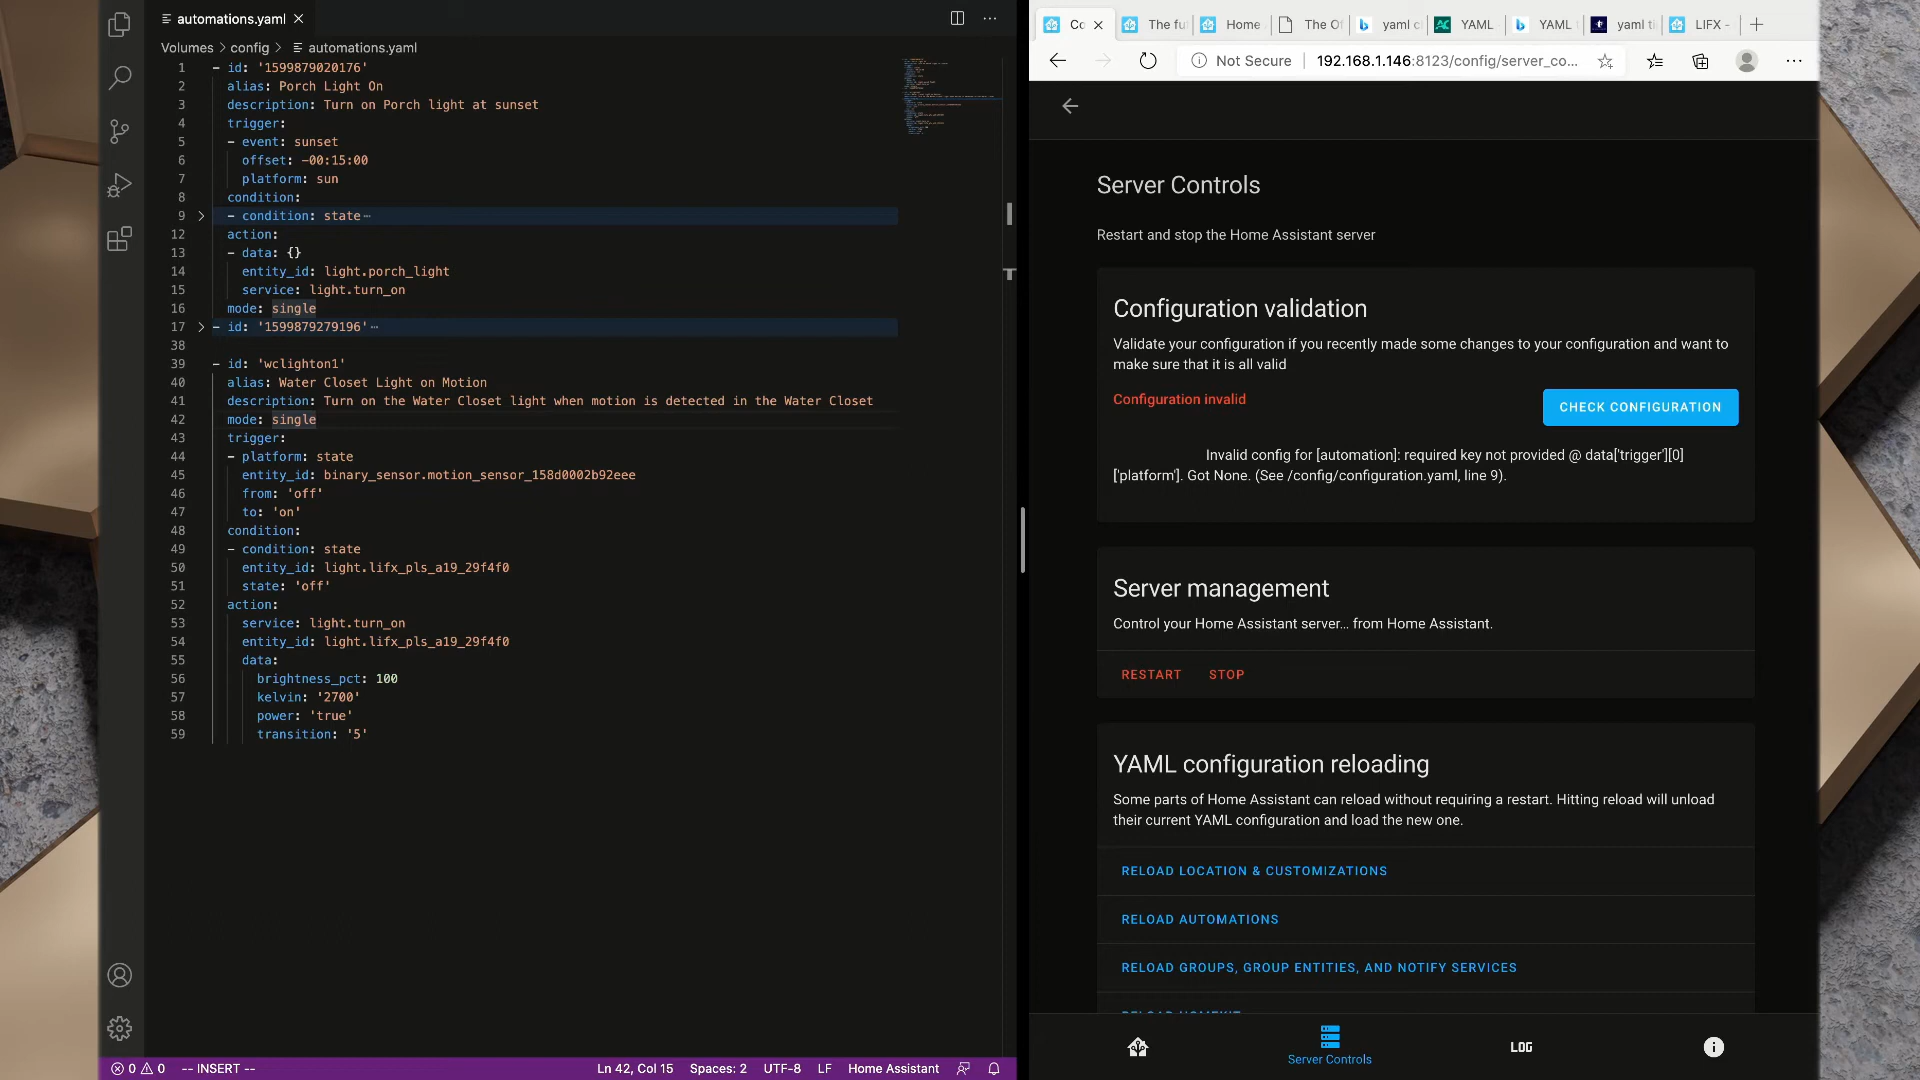 automations.yaml
Volumes > config > automations.yaml
1 - id: '1599879020176'
2 alias: Porch Light On
3 description: Turn on Porch light at sunset
4 trigger:
5 - event: sunset
6 offset: -00:15:00
7 platform: sun
8 condition:
9 - condition: state
12 action:
13 - data: {}
14 entity_id: light.porch_light
15 service: light.turn_on
16 mode: single
17 - id: '1599879279196'
38
39 - id: 'wclighton1'
40 alias: Water Closet Light on Motion
41 description: Turn on the Water Closet light when motion is detected in the Water Closet
42 mode: single
43 trigger:
44 - platform: state
45 entity_id: binary_sensor.motion_sensor_158d0002b92eee
46 from: 'off'
47 to: 'on'
48 condition:
49 - condition: state
50 entity_id: light.lifx_pls_a19_29f4f0
51 state: 'off'
52 action:
53 service: light.turn_on
54 entity_id: light.lifx_pls_a19_29f4f0
55 data:
56 brightness_pct: 100
57 kelvin: '2700'
58 power: 'true'
59 transition: '5'
0 0 -- INSERT -- Ln 42, Col 15 Spaces: 2 UTF-8 LF Home Assistant
Co The fu Home The Of yaml c YAML YAML yaml ti LIFX -
Not Secure 192.168.1.146:8123/config/server_co...
Server Controls
Restart and stop the Home Assistant server
Configuration validation
Validate your configuration if you recently made some changes to your configuration and want to
make sure that it is all valid
Configuration invalid
CHECK CONFIGURATION
Invalid config for [automation]: required key not provided @ data['trigger'][0]
['platform']. Got None. (See /config/configuration.yaml, line 9).
Server management
Control your Home Assistant server... from Home Assistant.
RESTART STOP
YAML configuration reloading
Some parts of Home Assistant can reload without requiring a restart. Hitting reload will unload
their current YAML configuration and load the new one.
RELOAD LOCATION & CUSTOMIZATIONS
RELOAD AUTOMATIONS
RELOAD GROUPS, GROUP ENTITIES, AND NOTIFY SERVICES
RELOAD HOMEKIT
Server Controls
LOG